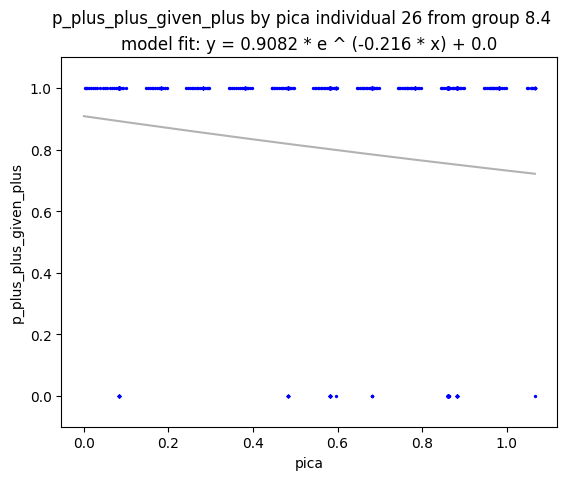 p_plus_plus_given_plus by pica individual 26 from group 8.4
model fit: y = 0.9082 * e ^ (-0.216 * x) + 0.0
p_plus_plus_given_plus
1.0
0.8
0.6
0.4
0.2
0.0
0.0 0.2 0.4 0.6 0.8 1.0
pica